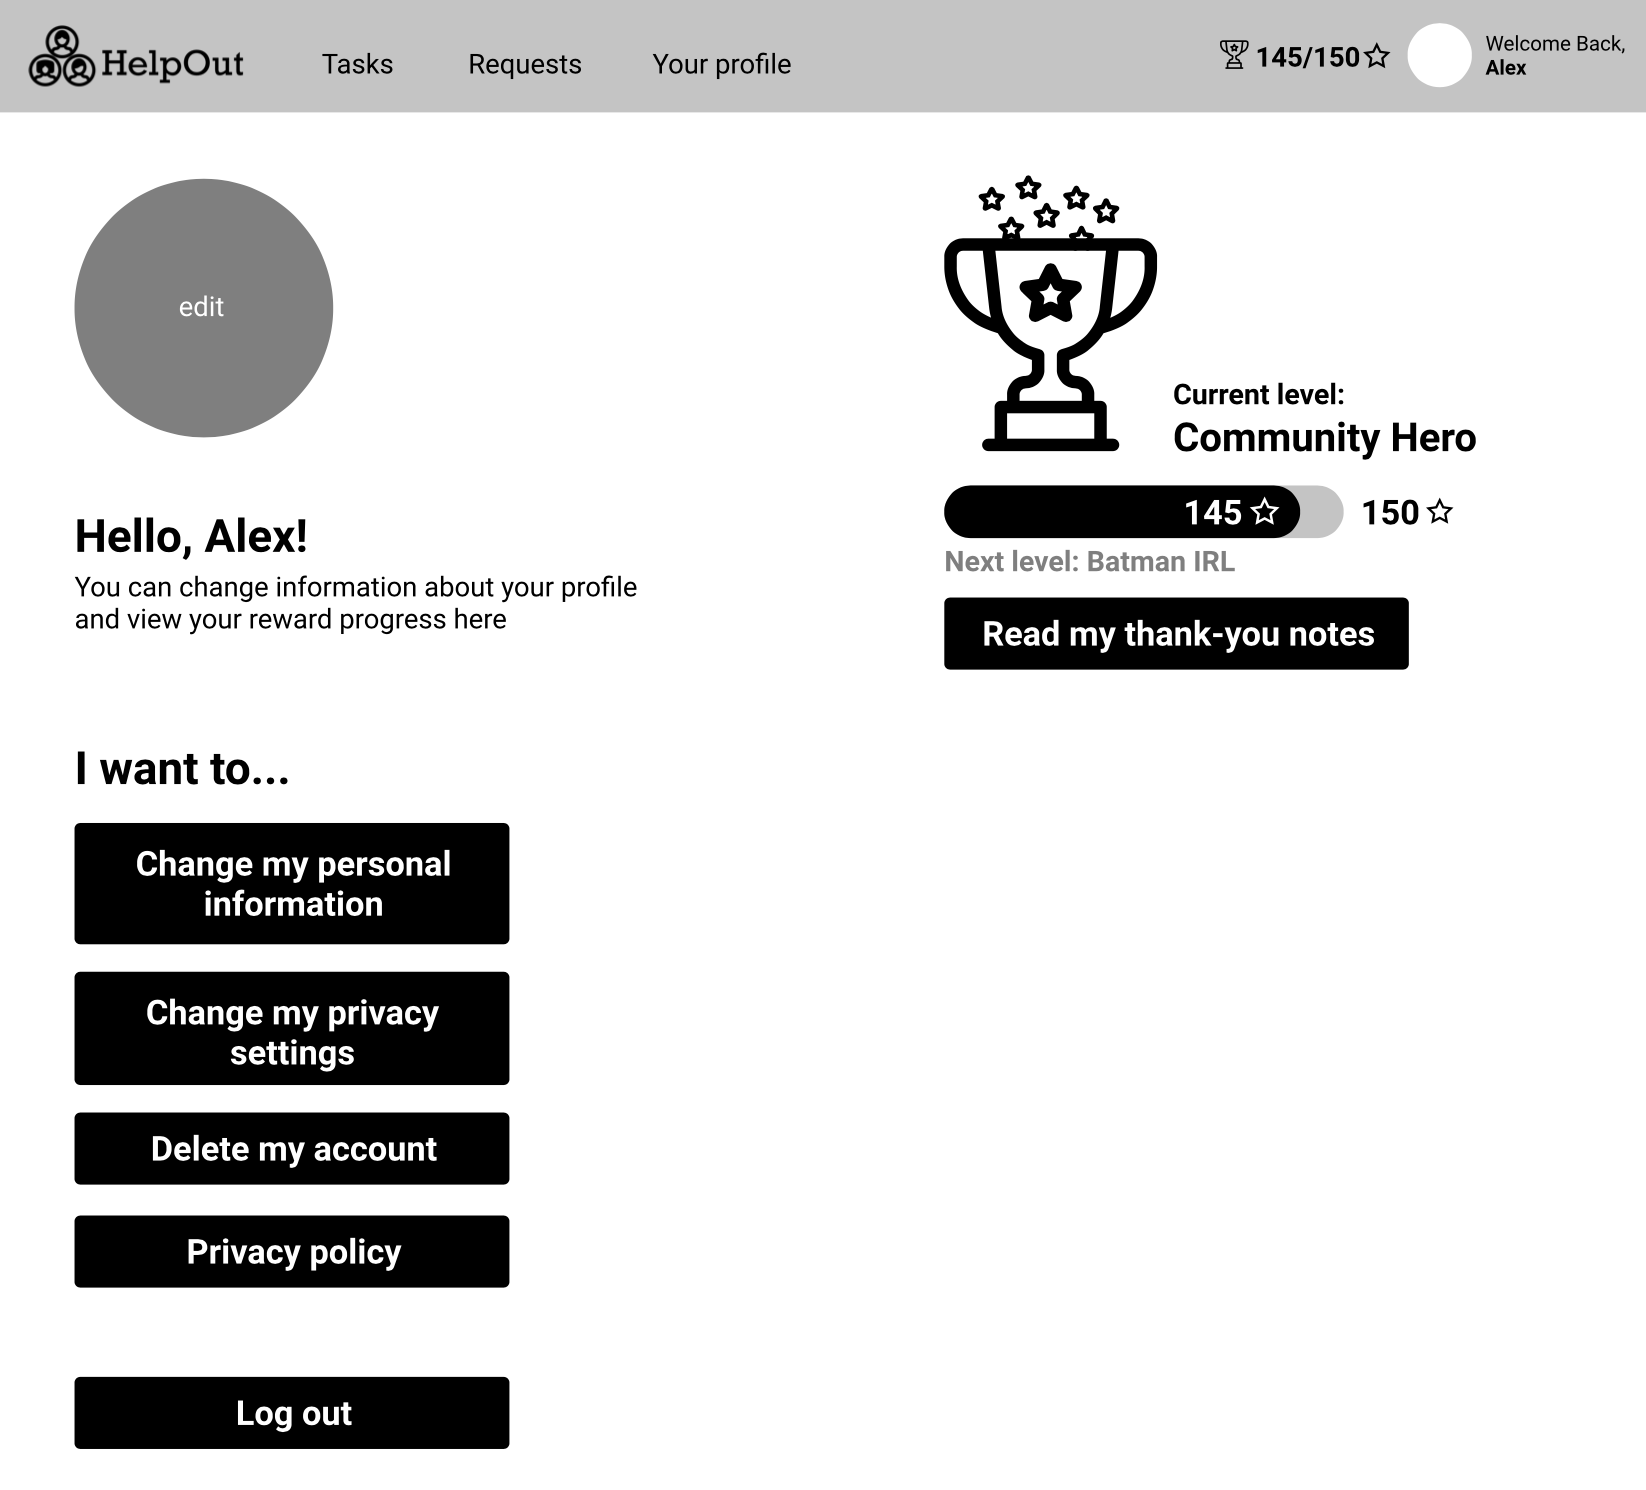 HelpOut
Tasks
Requests
Your profile
145/150
Welcome Back,
Alex
edit
Hello, Alex!
You can change information about your profile
and view your reward progress here
Current level:
Community Hero
145
150
Next level: Batman IRL
Read my thank-you notes
I want to...
Change my personal
information
Change my privacy
settings
Delete my account
Privacy policy
Log out